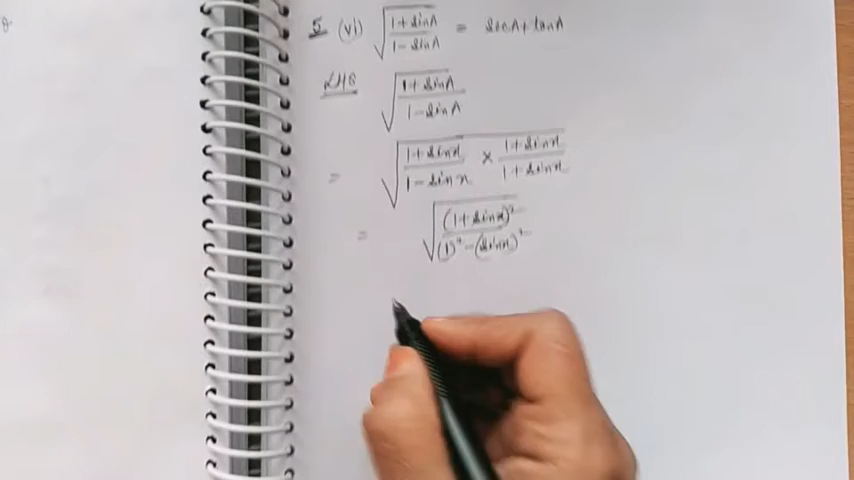 5 (vi) √((1+sinA)/(1-sinA)) = secA+tanA
LHS √((1+sinA)/(1-sinA))
= √((1+sinx)/(1-sinx) × (1+sinx)/(1+sinx))
= √((1+sinx)²/((1)²-(sinx)²))